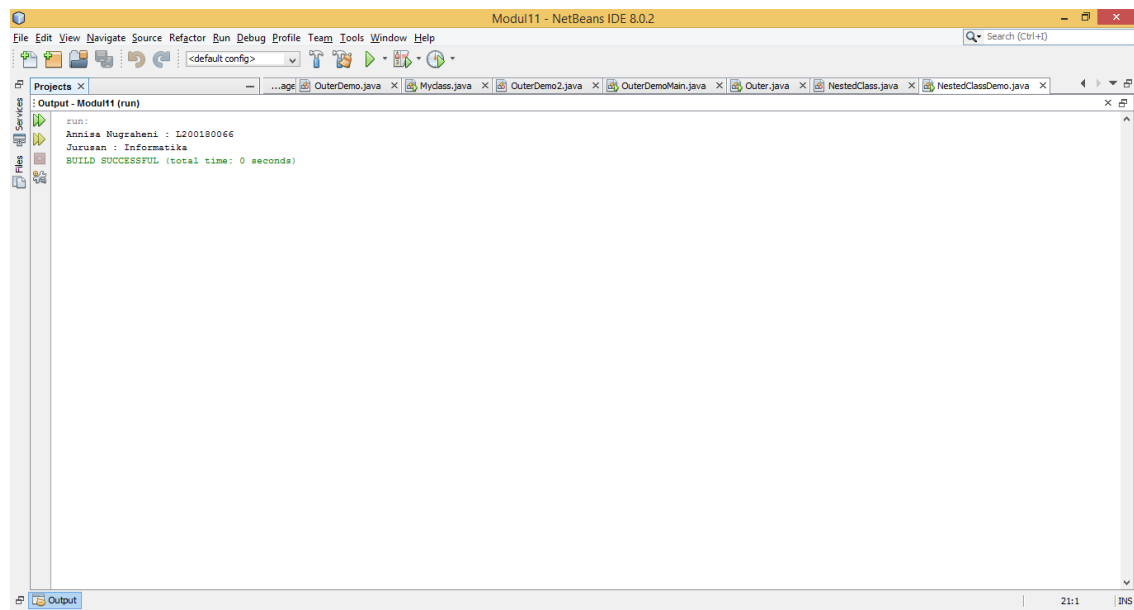 Modul11 - NetBeans IDE 8.0.2
File Edit View Navigate Source Refactor Run Debug Profile Team Tools Window Help
Search (Ctrl+I)
<default config>
Projects
...age OuterDemo.java Myclass.java OuterDemo2.java OuterDemoMain.java Outer.java NestedClass.java NestedClassDemo.java
Output - Modul11 (run)
Services
Files
run:
Annisa Nugraheni : L200180066
Jurusan : Informatika
BUILD SUCCESSFUL (total time: 0 seconds)
Output
21:1
INS